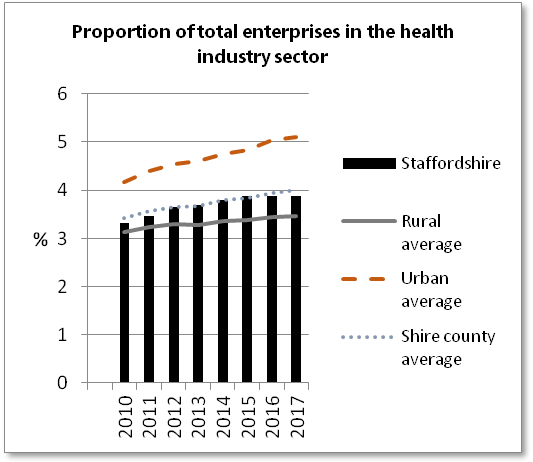 Proportion of total enterprises in the health
industry sector
6
5
4
3
2
1
0
%
2010
2011
2012
2013
2014
2015
2016
2017
Staffordshire
Rural
average
Urban
average
Shire county
average